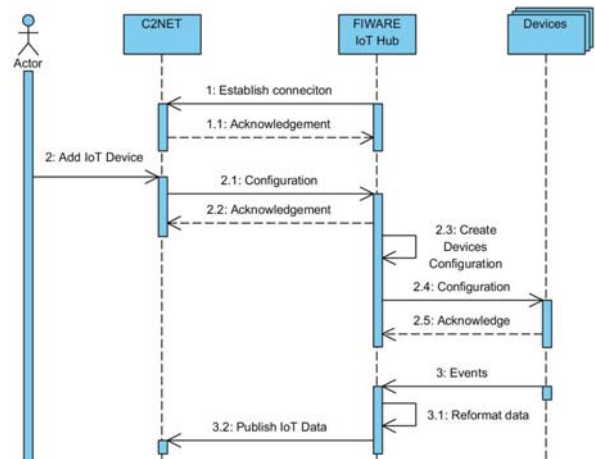 C2NET
FIWARE
IoT Hub
Devices
Actor
1: Establish conneciton
1.1: Acknowledgement
2: Add IoT Device
2.1: Configuration
2.2: Acknowledgement
2.3: Create
Devices
Configuration
2.4: Configuration
2.5: Acknowledge
3: Events
3.1: Reformat data
3.2: Publish IoT Data